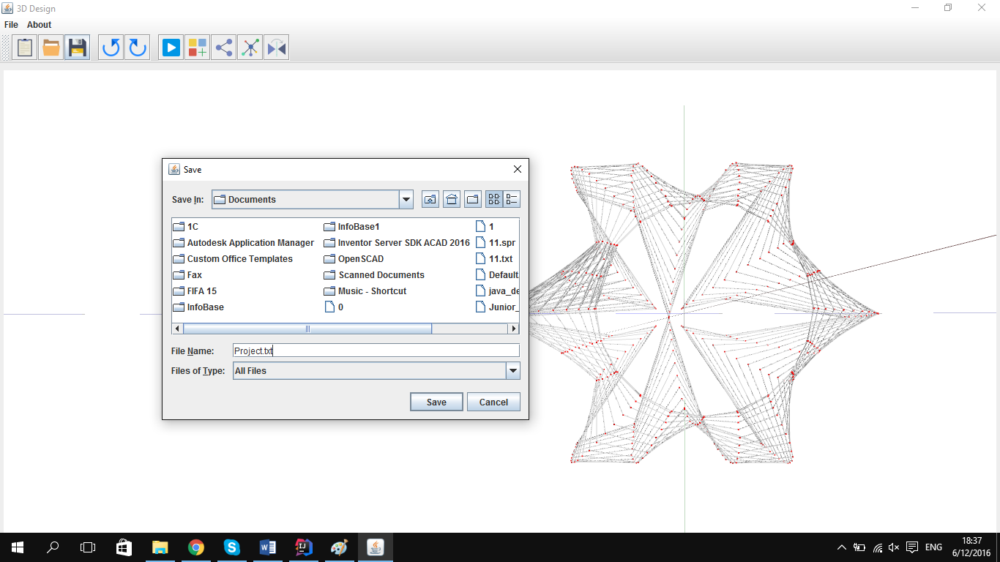 3D Design
File About
Save
Save In: Documents
1C
Autodesk Application Manager
Custom Office Templates
Fax
FIFA 15
InfoBase
InfoBase1
Inventor Server SDK ACAD 2016
OpenSCAD
Scanned Documents
Music - Shortcut
0
1
11.spr
11.txt
Default
java_de
Junior_
File Name: Project.txt
Files of Type: All Files
Save Cancel
ENG
18:37
6/12/2016